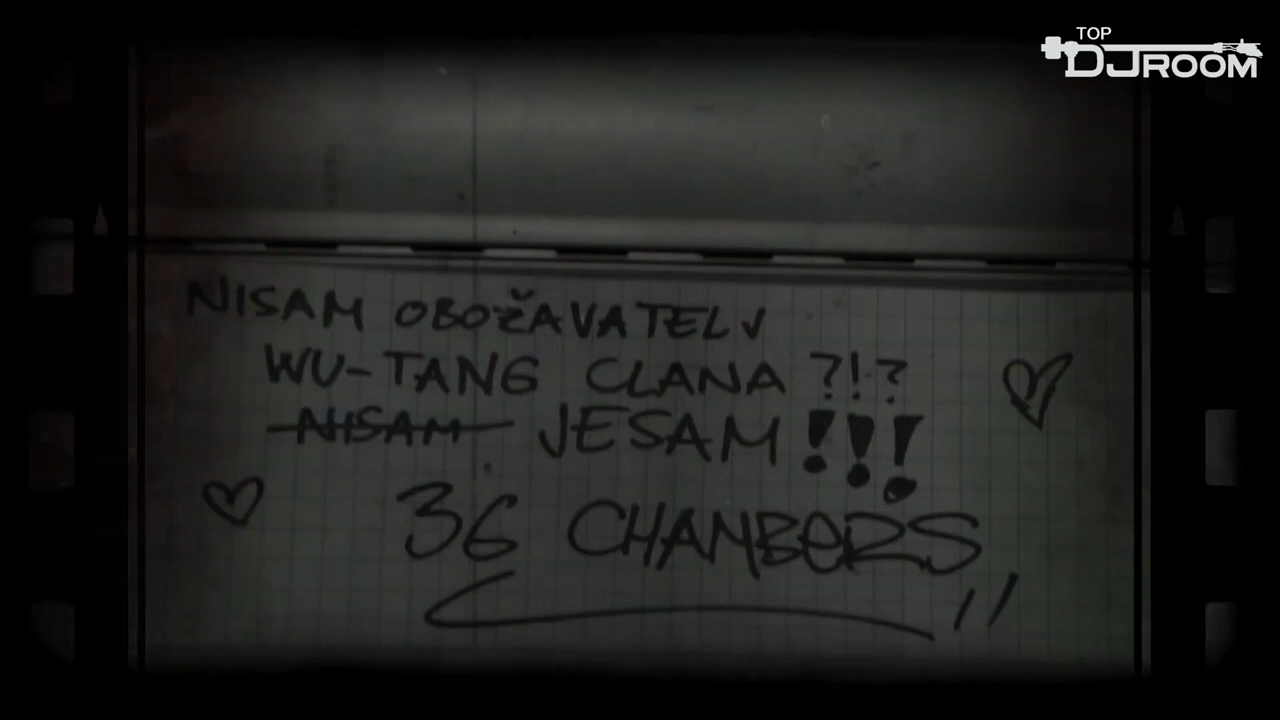 TOP
DJROOM
NISAM OBOŽAVATELJ
WU-TANG CLANA ?!?
NISAM JESAM!!!
36 CHAMBERS